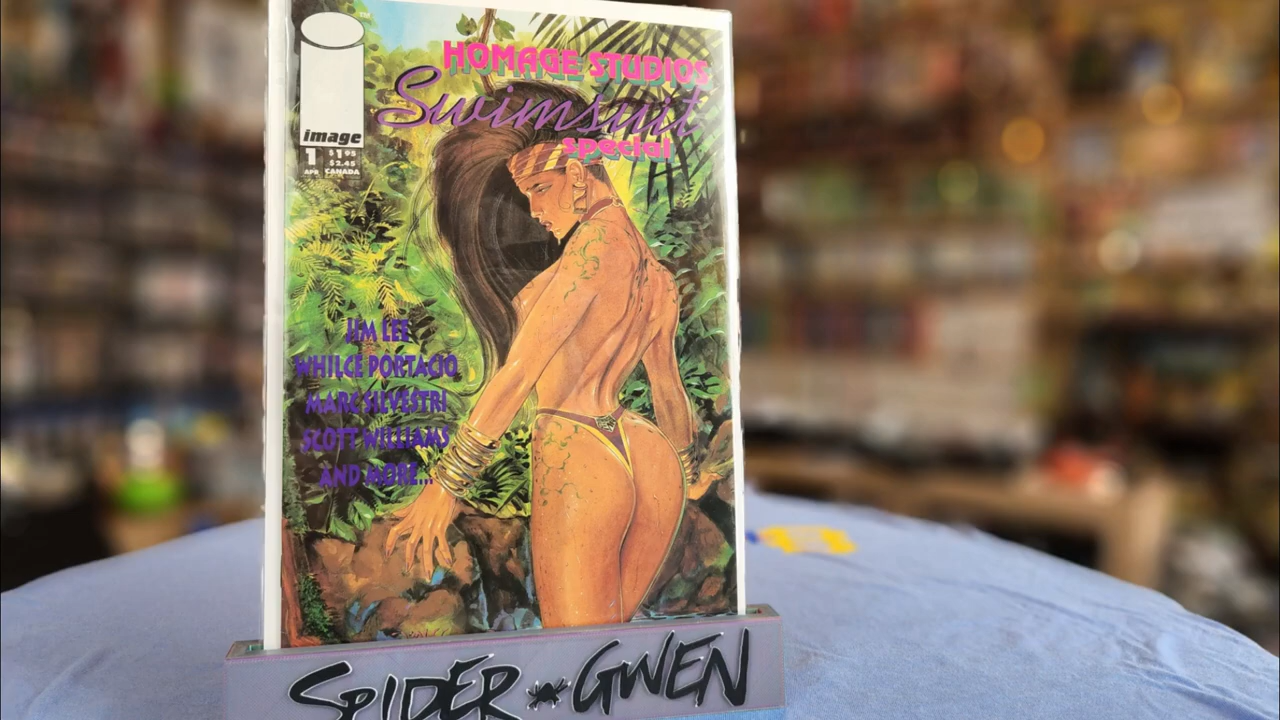 HOMAGE STUDIOS
Swimsuit
special
image
1 $1.95
APR $2.45
CANADA
JIM LEE
WHILCE PORTACIO
MARC SILVESTRI
SCOTT WILLIAMS
AND MORE...
SPIDER GWEN